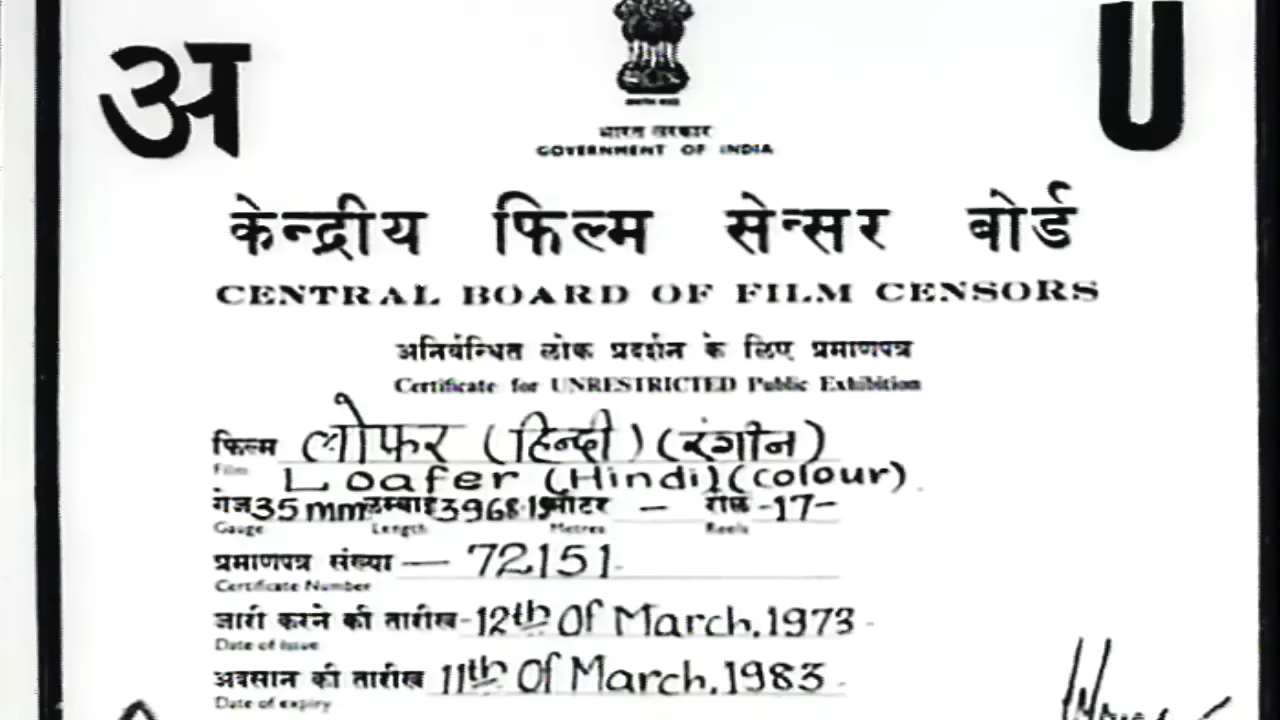 अ U
भारत सरकार
GOVERNMENT OF INDIA
केन्द्रीय फिल्म सेन्सर बोर्ड
CENTRAL BOARD OF FILM CENSORS
अनिर्बन्धित लोक प्रदर्शन के लिए प्रमाणपत्र
Certificate for UNRESTRICTED Public Exhibition
फिल्म लोफर (हिन्दी) (रंगीन)
Film Loafer (Hindi) (colour)
गेज 35 mm लम्बाई 3968.19 मीटर — रील -17-
Gauge Length Metres Reels
प्रमाणपत्र संख्या — 72151
Certificate Number
जारी करने की तारीख - 12th Of March, 1973 -
Date of Issue
अवसान की तारीख 11th Of March, 1983 -
Date of expiry